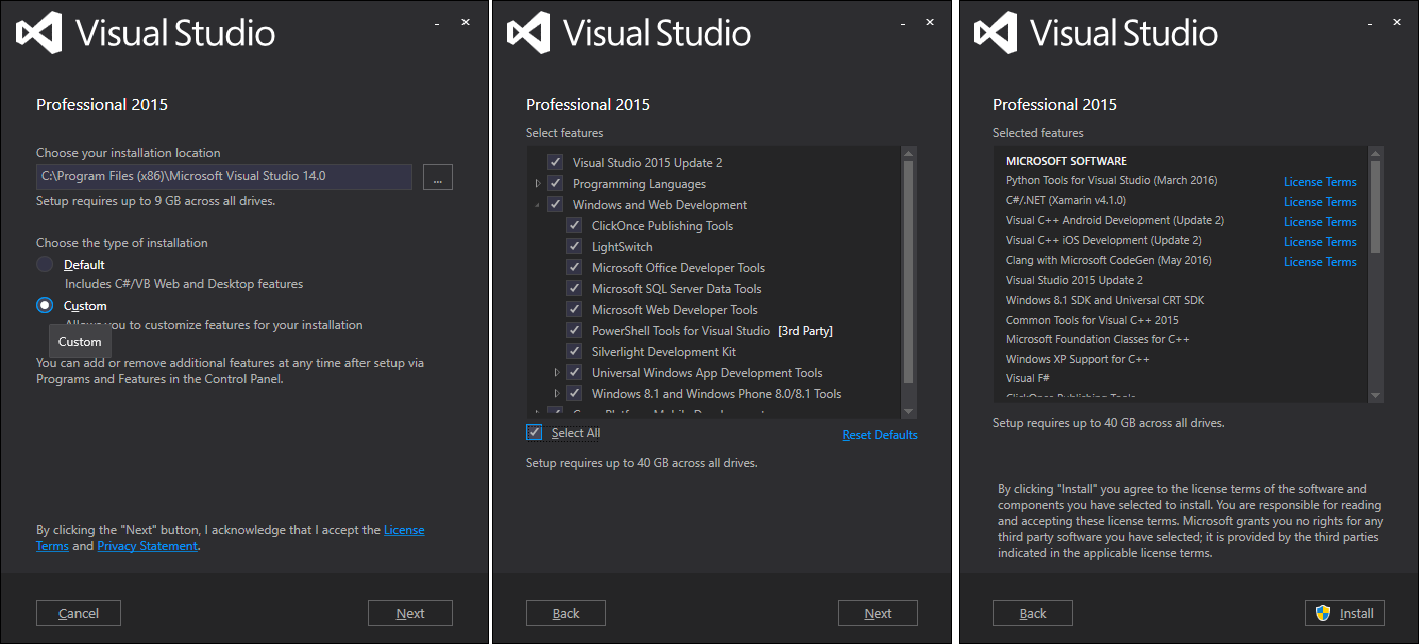 Visual Studio
Professional 2015
Choose your installation location
C:\Program Files (x86)\Microsoft Visual Studio 14.0
...
Setup requires up to 9 GB across all drives.
Choose the type of installation
Default
Includes C#/VB Web and Desktop features
Custom
Allows you to customize features for your installation
Custom
You can add or remove additional features at any time after setup via
Programs and Features in the Control Panel.
By clicking the "Next" button, I acknowledge that I accept the License
Terms and Privacy Statement.
Cancel
Next
Visual Studio
Professional 2015
Select features
Visual Studio 2015 Update 2
Programming Languages
Windows and Web Development
ClickOnce Publishing Tools
LightSwitch
Microsoft Office Developer Tools
Microsoft SQL Server Data Tools
Microsoft Web Developer Tools
PowerShell Tools for Visual Studio [3rd Party]
Silverlight Development Kit
Universal Windows App Development Tools
Windows 8.1 and Windows Phone 8.0/8.1 Tools
Select All
Reset Defaults
Setup requires up to 40 GB across all drives.
Back
Next
Visual Studio
Professional 2015
Selected features
MICROSOFT SOFTWARE
Python Tools for Visual Studio (March 2016) License Terms
C#/.NET (Xamarin v4.1.0) License Terms
Visual C++ Android Development (Update 2) License Terms
Visual C++ iOS Development (Update 2) License Terms
Clang with Microsoft CodeGen (May 2016) License Terms
Visual Studio 2015 Update 2
Windows 8.1 SDK and Universal CRT SDK
Common Tools for Visual C++ 2015
Microsoft Foundation Classes for C++
Windows XP Support for C++
Visual F#
ClickOnce Publishing Tools
Setup requires up to 40 GB across all drives.
By clicking "Install" you agree to the license terms of the software and
components you have selected to install. You are responsible for reading
and accepting these license terms. Microsoft grants you no rights for any
third party software you have selected; it is provided by the third parties
indicated in the applicable license terms.
Back
Install